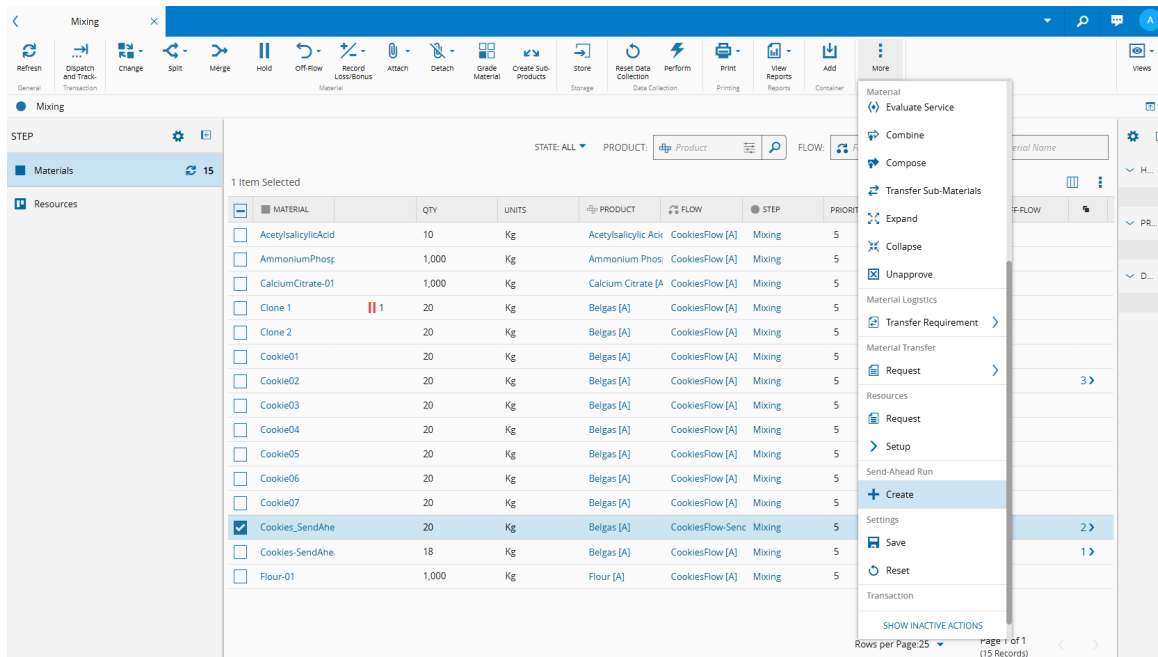 Mixing
A
Refresh
Dispatch and Track-
Change
Split
Merge
Hold
Off-Flow
Record Loss/Bonus
Attach
Detach
Grade Material
Create Sub-Products
Store
Reset Data Collection
Perform
Print
View Reports
Add
More
Views
General
Transaction
Material
Storage
Data Collection
Printing
Reports
Container
Mixing
STEP
Materials 15
Resources
STATE: ALL PRODUCT: Product FLOW: erial Name
1 Item Selected
MATERIAL QTY UNITS PRODUCT FLOW STEP PRIORIT FF-FLOW
AcetylsalicylicAcid 10 Kg Acetylsalicylic Acid CookiesFlow [A] Mixing 5
AmmoniumPhosp 1,000 Kg Ammonium Phos CookiesFlow [A] Mixing 5
CalciumCitrate-01 1,000 Kg Calcium Citrate [A CookiesFlow [A] Mixing 5
Clone 1 1 20 Kg Belgas [A] CookiesFlow [A] Mixing 5
Clone 2 20 Kg Belgas [A] CookiesFlow [A] Mixing 5
Cookie01 20 Kg Belgas [A] CookiesFlow [A] Mixing 5
Cookie02 20 Kg Belgas [A] CookiesFlow [A] Mixing 5 3
Cookie03 20 Kg Belgas [A] CookiesFlow [A] Mixing 5
Cookie04 20 Kg Belgas [A] CookiesFlow [A] Mixing 5
Cookie05 20 Kg Belgas [A] CookiesFlow [A] Mixing 5
Cookie06 20 Kg Belgas [A] CookiesFlow [A] Mixing 5
Cookie07 20 Kg Belgas [A] CookiesFlow [A] Mixing 5
Cookies_SendAhe 20 Kg Belgas [A] CookiesFlow-Senc Mixing 5 2
Cookies-SendAhe 18 Kg Belgas [A] CookiesFlow [A] Mixing 5 1
Flour-01 1,000 Kg Flour [A] CookiesFlow [A] Mixing 5
Rows per Page:25 Page 1 of 1
(15 Records)
Material
Evaluate Service
Combine
Compose
Transfer Sub-Materials
Expand
Collapse
Unapprove
Material Logistics
Transfer Requirement
Material Transfer
Request
Resources
Request
Setup
Send-Ahead Run
Create
Settings
Save
Reset
Transaction
SHOW INACTIVE ACTIONS
H...
PR...
D...